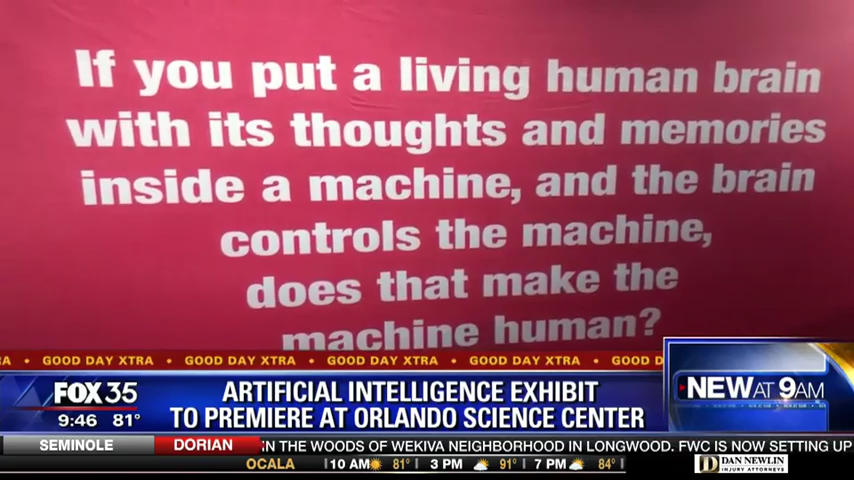 If you put a living human brain
with its thoughts and memories
inside a machine, and the brain
controls the machine,
does that make the
machine human?
RA • GOOD DAY XTRA • GOOD DAY XTRA • GOOD DAY XTRA • GOOD DAY XTRA • GOOD D
FOX 35
9:46 81°
ARTIFICIAL INTELLIGENCE EXHIBIT
TO PREMIERE AT ORLANDO SCIENCE CENTER
NEW AT 9AM
SEMINOLE DORIAN IN THE WOODS OF WEKIVA NEIGHBORHOOD IN LONGWOOD. FWC IS NOW SETTING UP
OCALA 10 AM 81° 3 PM 91° 7 PM 84°
D DAN NEWLIN
INJURY ATTORNEYS